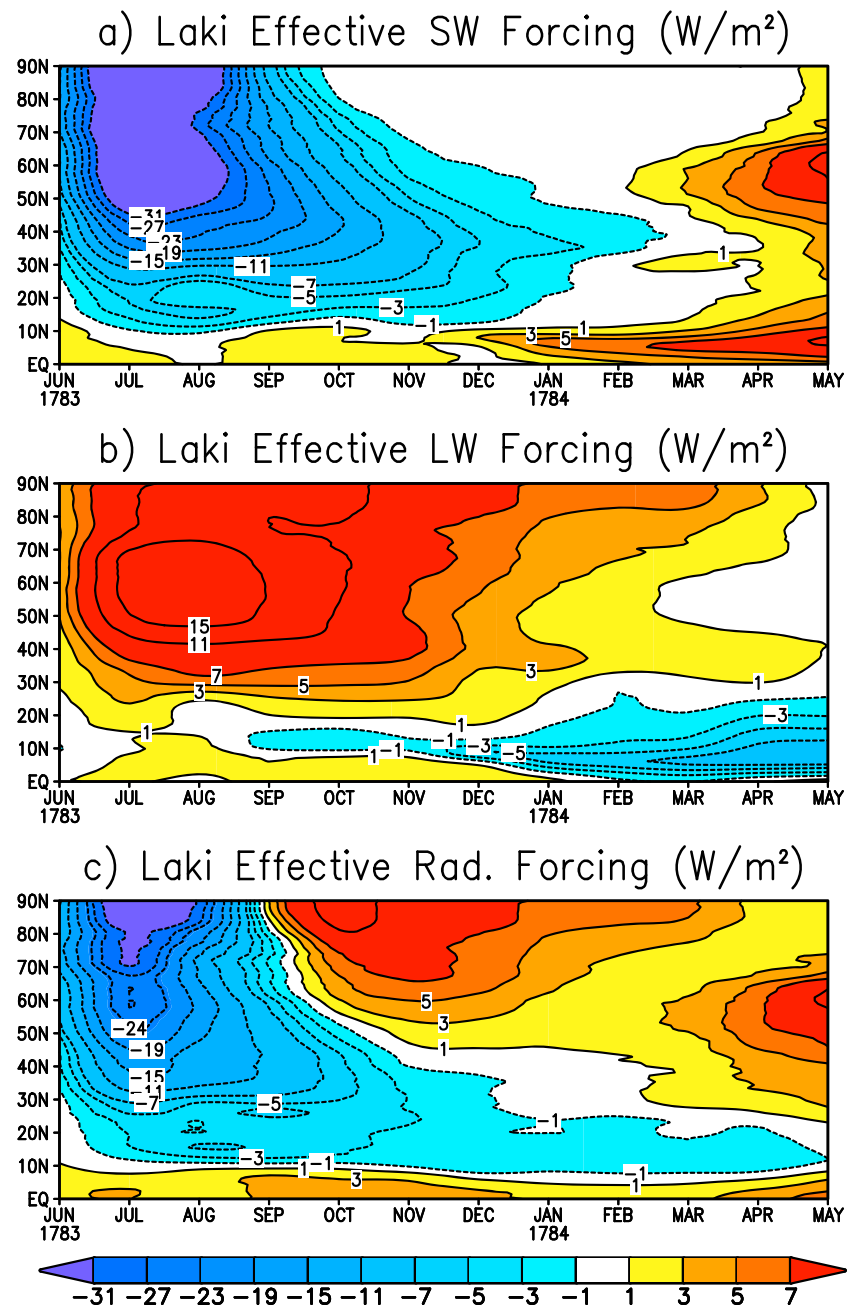 a) Laki Effective SW Forcing (W/m²)
90N
80N
70N
60N
50N
40N
30N
20N
10N
EQ
-31
-27
-23
-19
-15
-11
-7
-5
-3
-1
1
1
3
5
1
JUN JUL AUG SEP OCT NOV DEC JAN FEB MAR APR MAY
1783 1784
b) Laki Effective LW Forcing (W/m²)
90N
80N
70N
60N
50N
40N
30N
20N
10N
EQ
15
11
7
3
5
3
1
1
1
-1
-3
-5
1
-1
JUN JUL AUG SEP OCT NOV DEC JAN FEB MAR APR MAY
1783 1784
-3
c) Laki Effective Rad. Forcing (W/m²)
90N
80N
70N
60N
50N
40N
30N
20N
10N
EQ
-24
-19
-15
-11
-7
-5
-3
1
-1
3
5
3
1
-1
-1
1
JUN JUL AUG SEP OCT NOV DEC JAN FEB MAR APR MAY
1783 1784
-31 -27 -23 -19 -15 -11 -7 -5 -3 -1 1 3 5 7